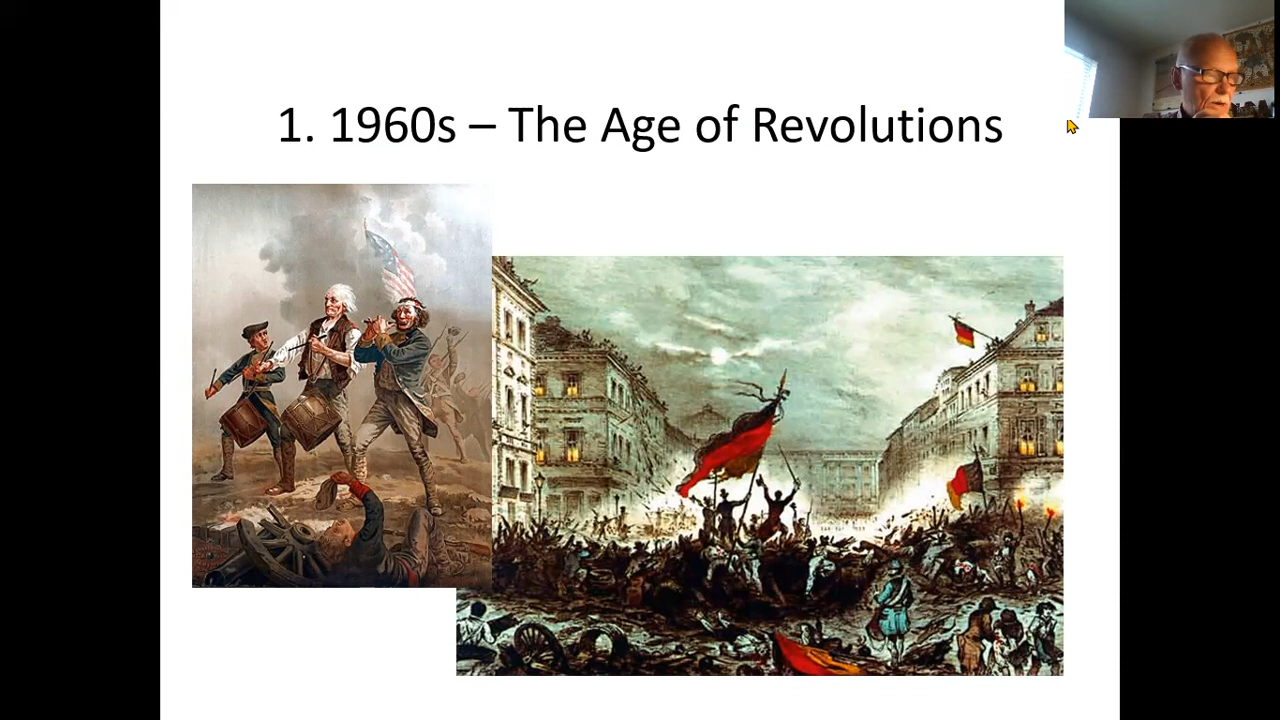 1. 1960s – The Age of Revolutions